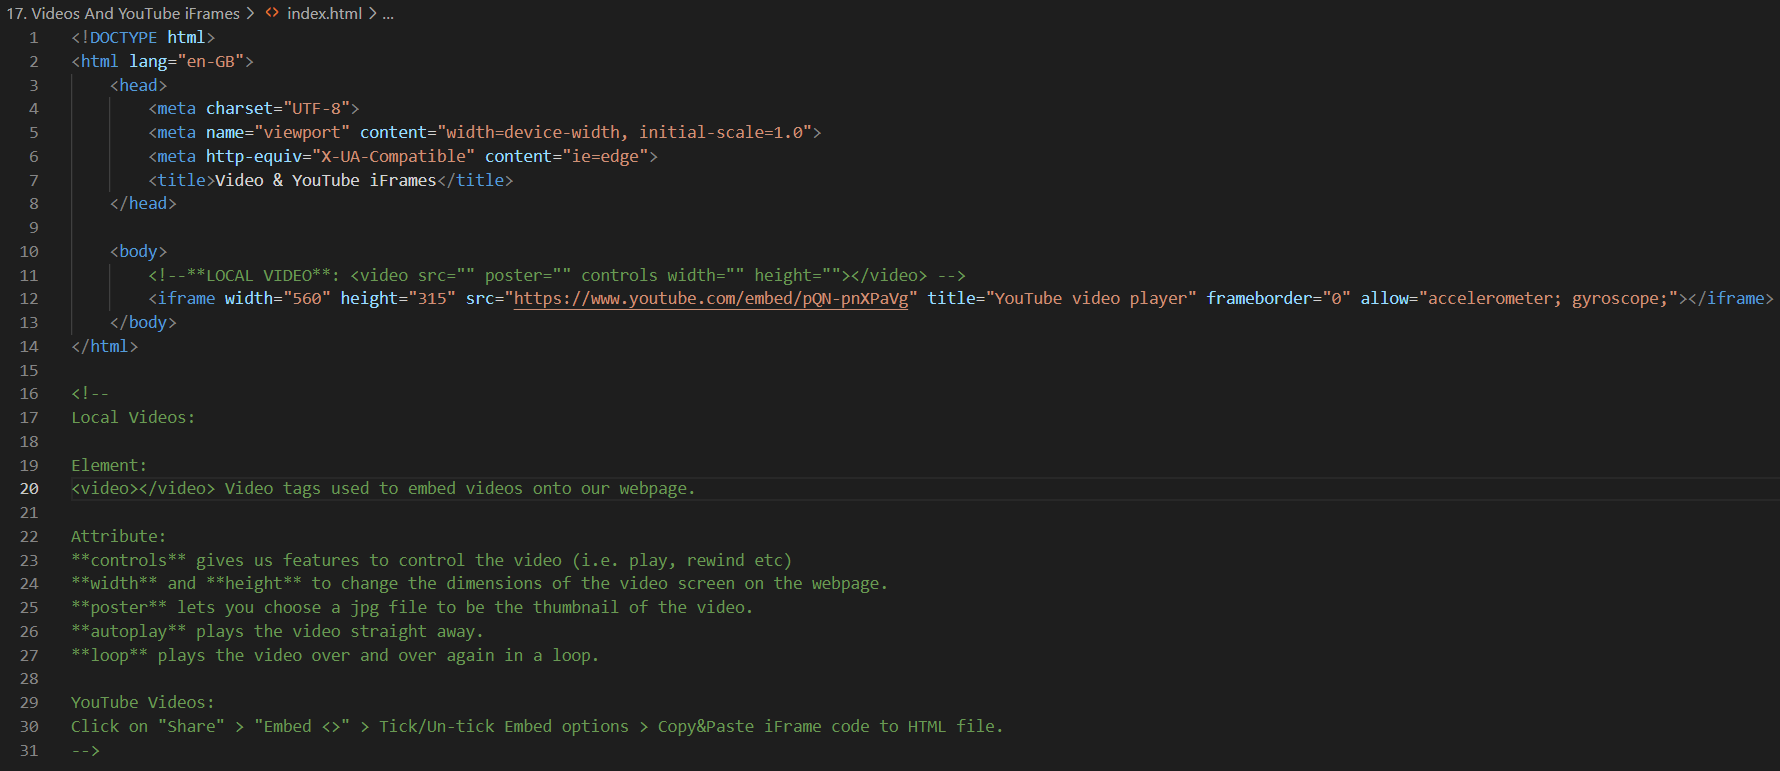 17. Videos And YouTube iFrames > <> index.html > ...
1 <!DOCTYPE html>
2 <html lang="en-GB">
3 <head>
4 <meta charset="UTF-8">
5 <meta name="viewport" content="width=device-width, initial-scale=1.0">
6 <meta http-equiv="X-UA-Compatible" content="ie=edge">
7 <title>Video & YouTube iFrames</title>
8 </head>
9
10 <body>
11 <!--**LOCAL VIDEO**: <video src="" poster="" controls width="" height=""></video> -->
12 <iframe width="560" height="315" src="https://www.youtube.com/embed/pQN-pnXPaVg" title="YouTube video player" frameborder="0" allow="accelerometer; gyroscope;"></iframe>
13 </body>
14 </html>
15
16 <!--
17 Local Videos:
18
19 Element:
20 <video></video> Video tags used to embed videos onto our webpage.
21
22 Attribute:
23 **controls** gives us features to control the video (i.e. play, rewind etc)
24 **width** and **height** to change the dimensions of the video screen on the webpage.
25 **poster** lets you choose a jpg file to be the thumbnail of the video.
26 **autoplay** plays the video straight away.
27 **loop** plays the video over and over again in a loop.
28
29 YouTube Videos:
30 Click on "Share" > "Embed <>" > Tick/Un-tick Embed options > Copy&Paste iFrame code to HTML file.
31 -->